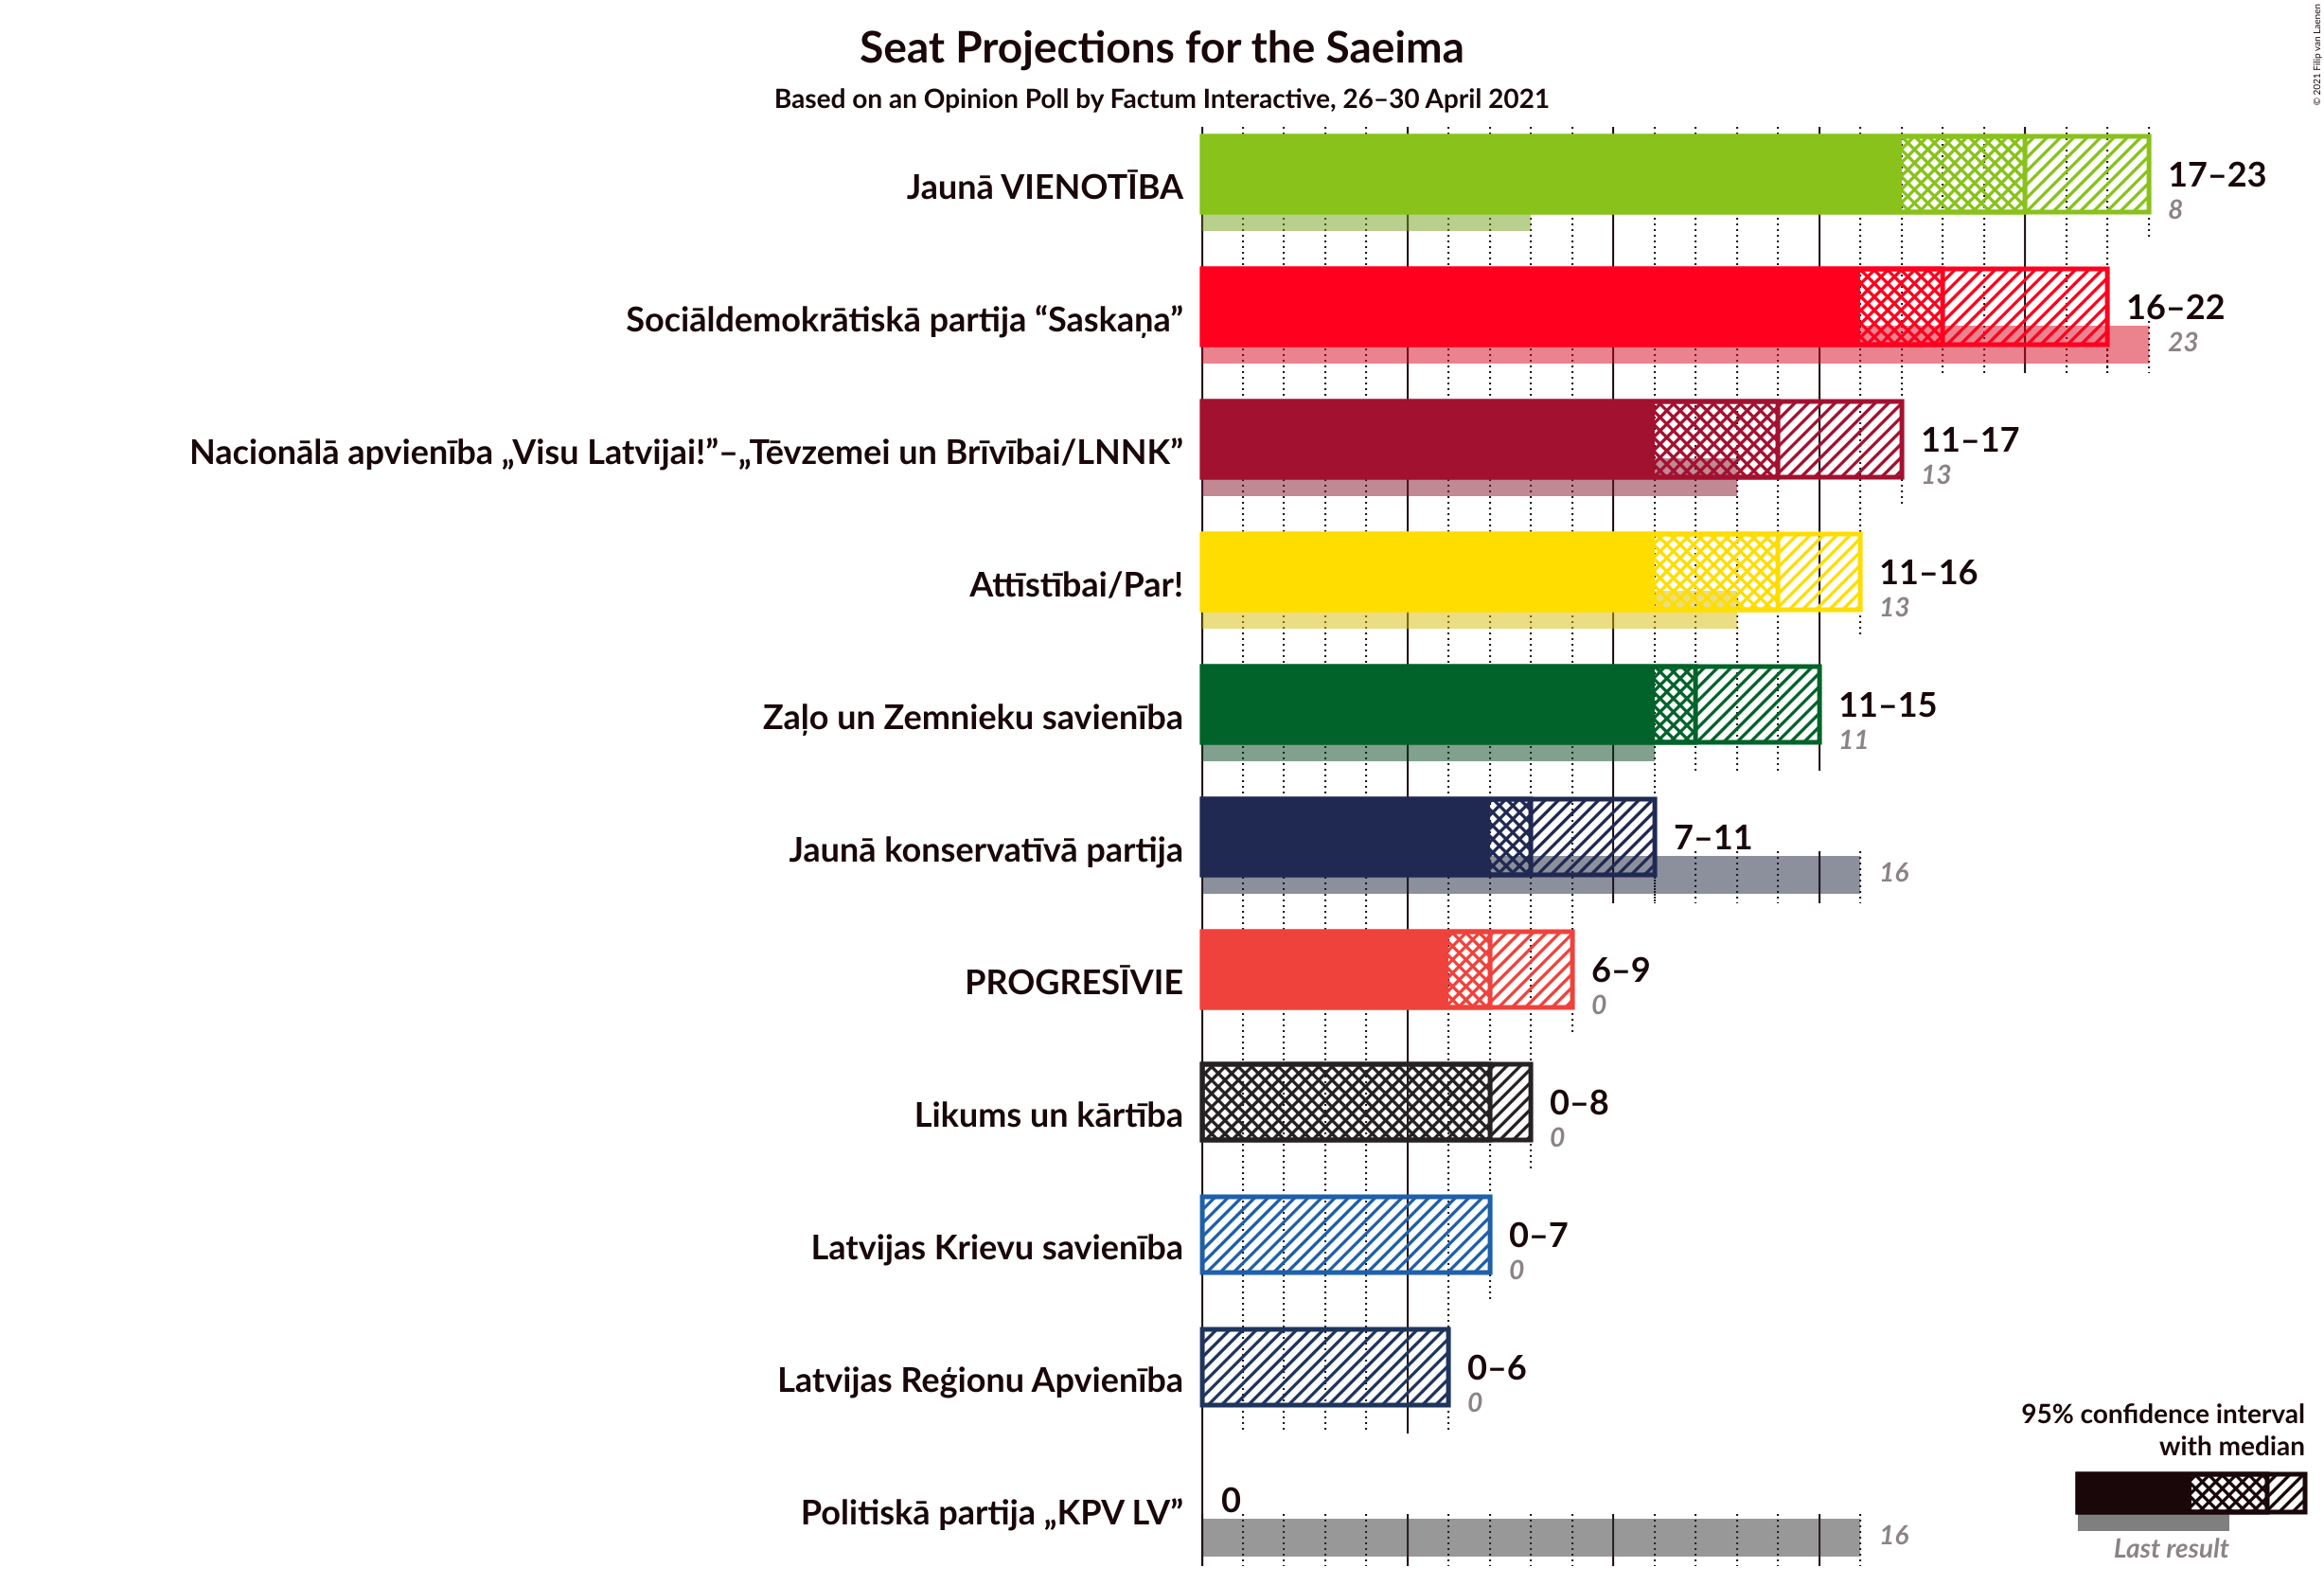 Seat Projections for the Saeima
Based on an Opinion Poll by Factum Interactive, 26–30 April 2021
© 2021 Filip van Laenen
Jaunā VIENOTĪBA
17–23
8
Sociāldemokrātiskā partija “Saskaņa”
16–22
23
Nacionālā apvienība „Visu Latvijai!”–„Tēvzemei un Brīvībai/LNNK”
11–17
13
Attīstībai/Par!
11–16
13
Zaļo un Zemnieku savienība
11–15
11
Jaunā konservatīvā partija
7–11
16
PROGRESĪVIE
6–9
0
Likums un kārtība
0–8
0
Latvijas Krievu savienība
0–7
0
Latvijas Reģionu Apvienība
0–6
0
Politiskā partija „KPV LV”
0
16
95% confidence interval
with median
Last result